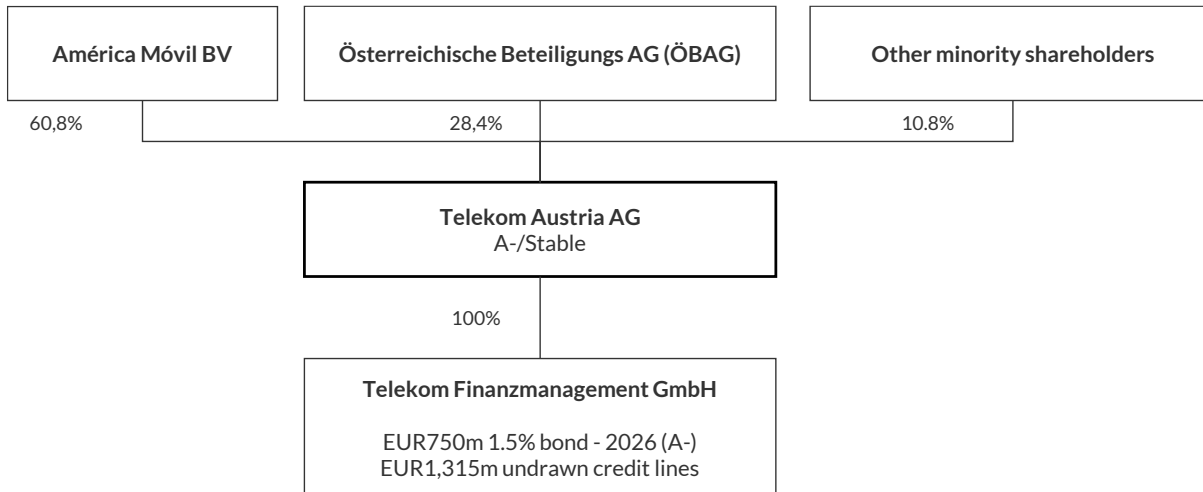 América Móvil BV
Österreichische Beteiligungs AG (ÖBAG)
Other minority shareholders
60,8%
28,4%
10.8%
Telekom Austria AG
A-/Stable
100%
Telekom Finanzmanagement GmbH
EUR750m 1.5% bond - 2026 (A-)
EUR1,315m undrawn credit lines